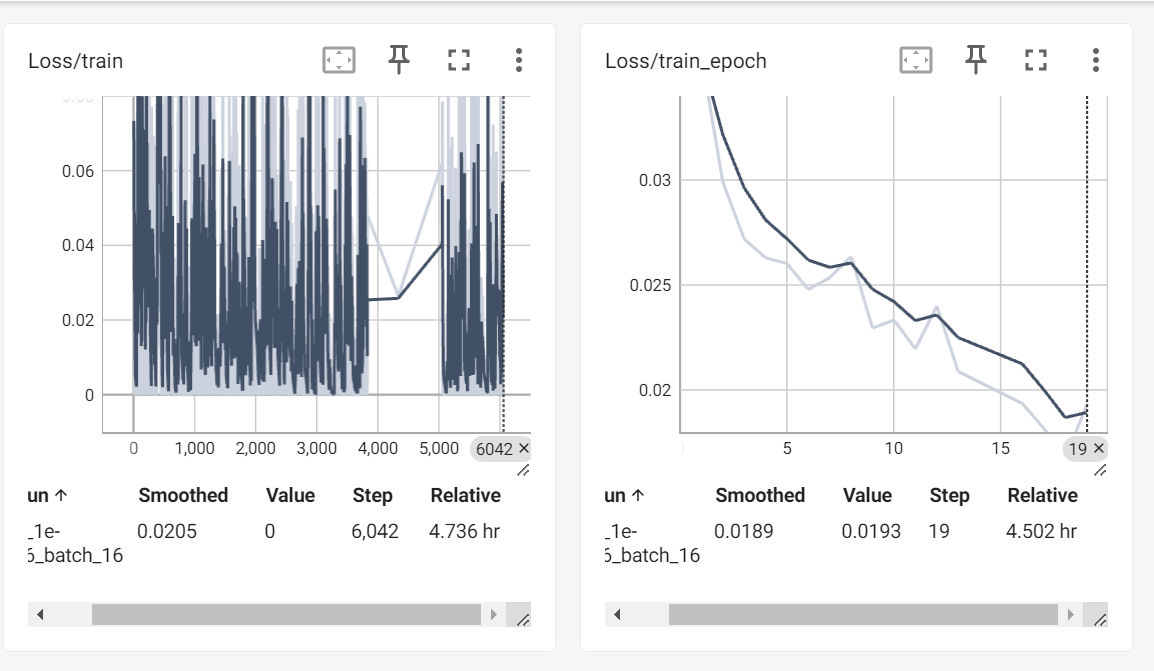 Loss/train
0.06
0.04
0.02
0
0 1,000 2,000 3,000 4,000 5,000 6042 ✕
un ↑ Smoothed Value Step Relative
_1e- 0.0205 0 6,042 4.736 hr
6_batch_16
Loss/train_epoch
0.03
0.025
0.02
5 10 15 19 ✕
un ↑ Smoothed Value Step Relative
_1e- 0.0189 0.0193 19 4.502 hr
6_batch_16